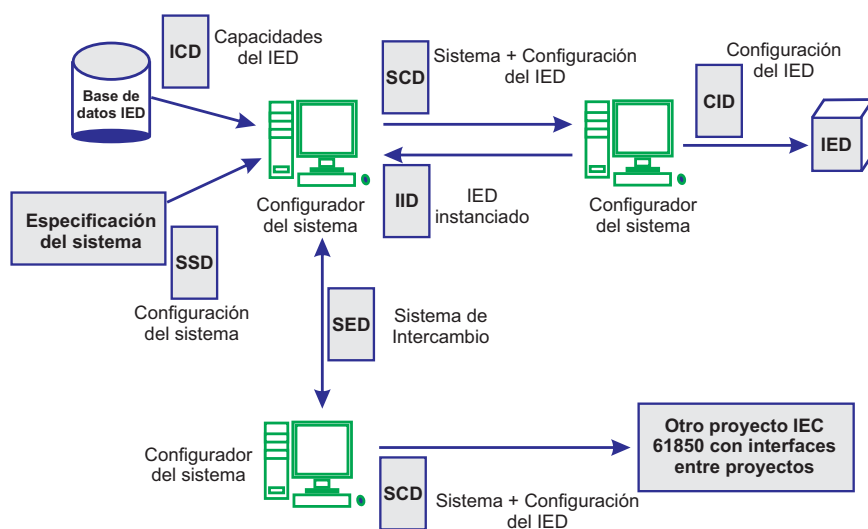 ICD
Capacidades
del IED
Base de
datos IED
SCD
Sistema + Configuración
del IED
Configuración
del IED
CID
IED
Configurador
del sistema
IID
IED
instanciado
Configurador
del sistema
Especificación
del sistema
SSD
Configuración
del sistema
SED
Sistema de
Intercambio
Configurador
del sistema
SCD
Sistema + Configuración
del IED
Otro proyecto IEC
61850 con interfaces
entre proyectos